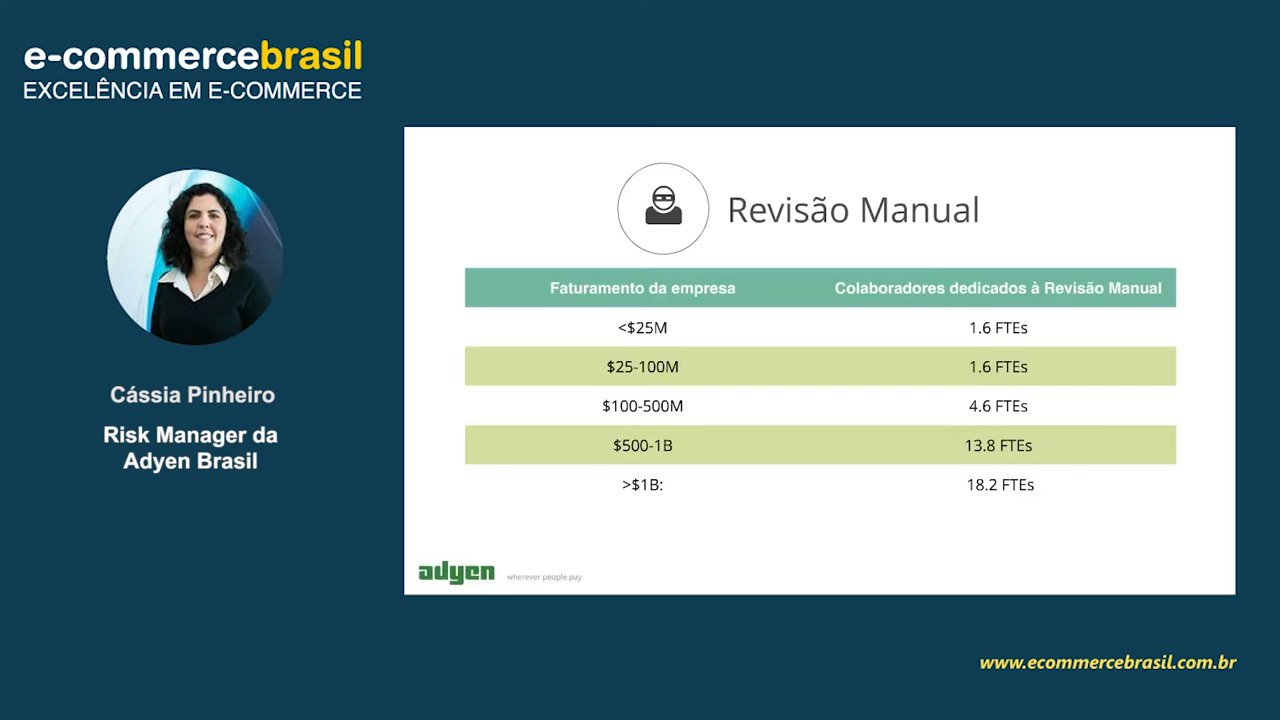 e-commercebrasil
EXCELÊNCIA EM E-COMMERCE
Cássia Pinheiro
Risk Manager da
Adyen Brasil
Revisão Manual
Faturamento da empresa Colaboradores dedicados à Revisão Manual
<$25M 1.6 FTEs
$25-100M 1.6 FTEs
$100-500M 4.6 FTEs
$500-1B 13.8 FTEs
>$1B: 18.2 FTEs
adyen wherever people pay
www.ecommercebrasil.com.br